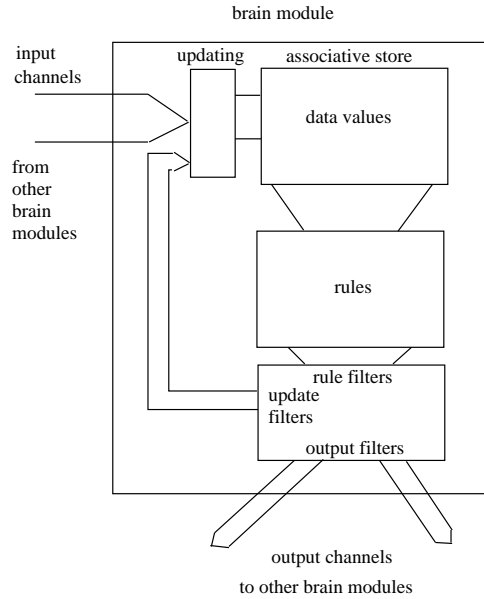 brain module
input
channels
updating
associative store
data values
from
other
brain
modules
rules
rule filters
update
filters
output filters
output channels
to other brain modules